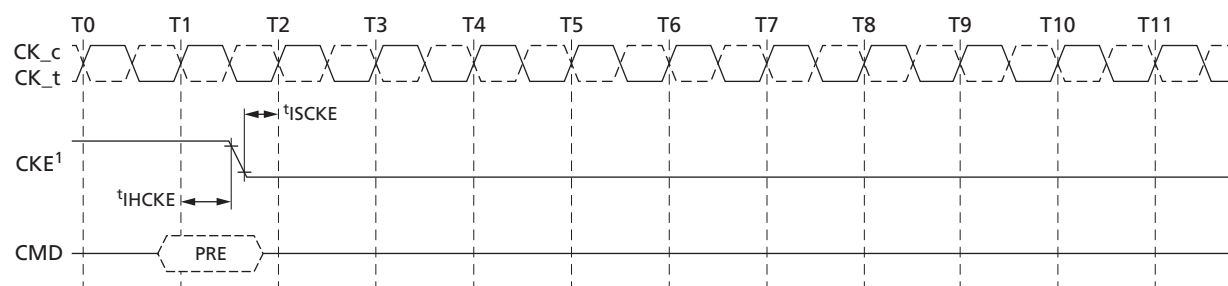 T0 T1 T2 T3 T4 T5 T6 T7 T8 T9 T10 T11
CK_c
CK_t
tISCKE
CKE1
tIHCKE
CMD PRE